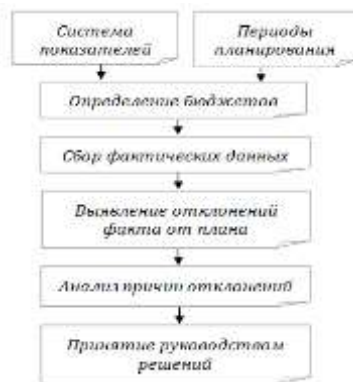 Система
показателей
Периоды
планирования
Определение бюджетов
Сбор фактических данных
Выявление отклонений
факта от плана
Анализ причин отклонений
Принятие руководством
решений